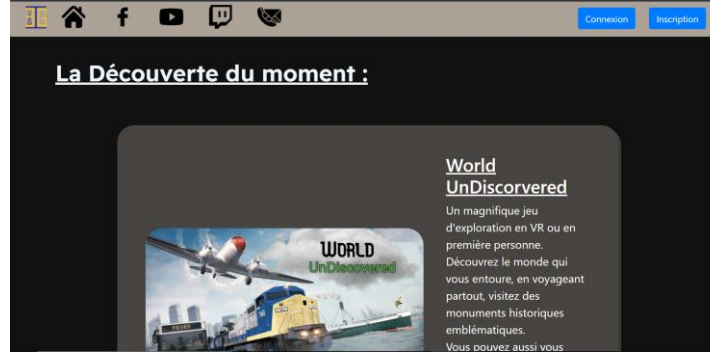 Connexion
Inscription
La Découverte du moment :
World
UnDiscorvered
Un magnifique jeu
d'exploration en VR ou en
première personne.
Découvrez le monde qui
vous entoure, en voyageant
partout, visitez des
monuments historiques
emblématiques.
Vous pouvez aussi vous
WORLD
UnDiscovered